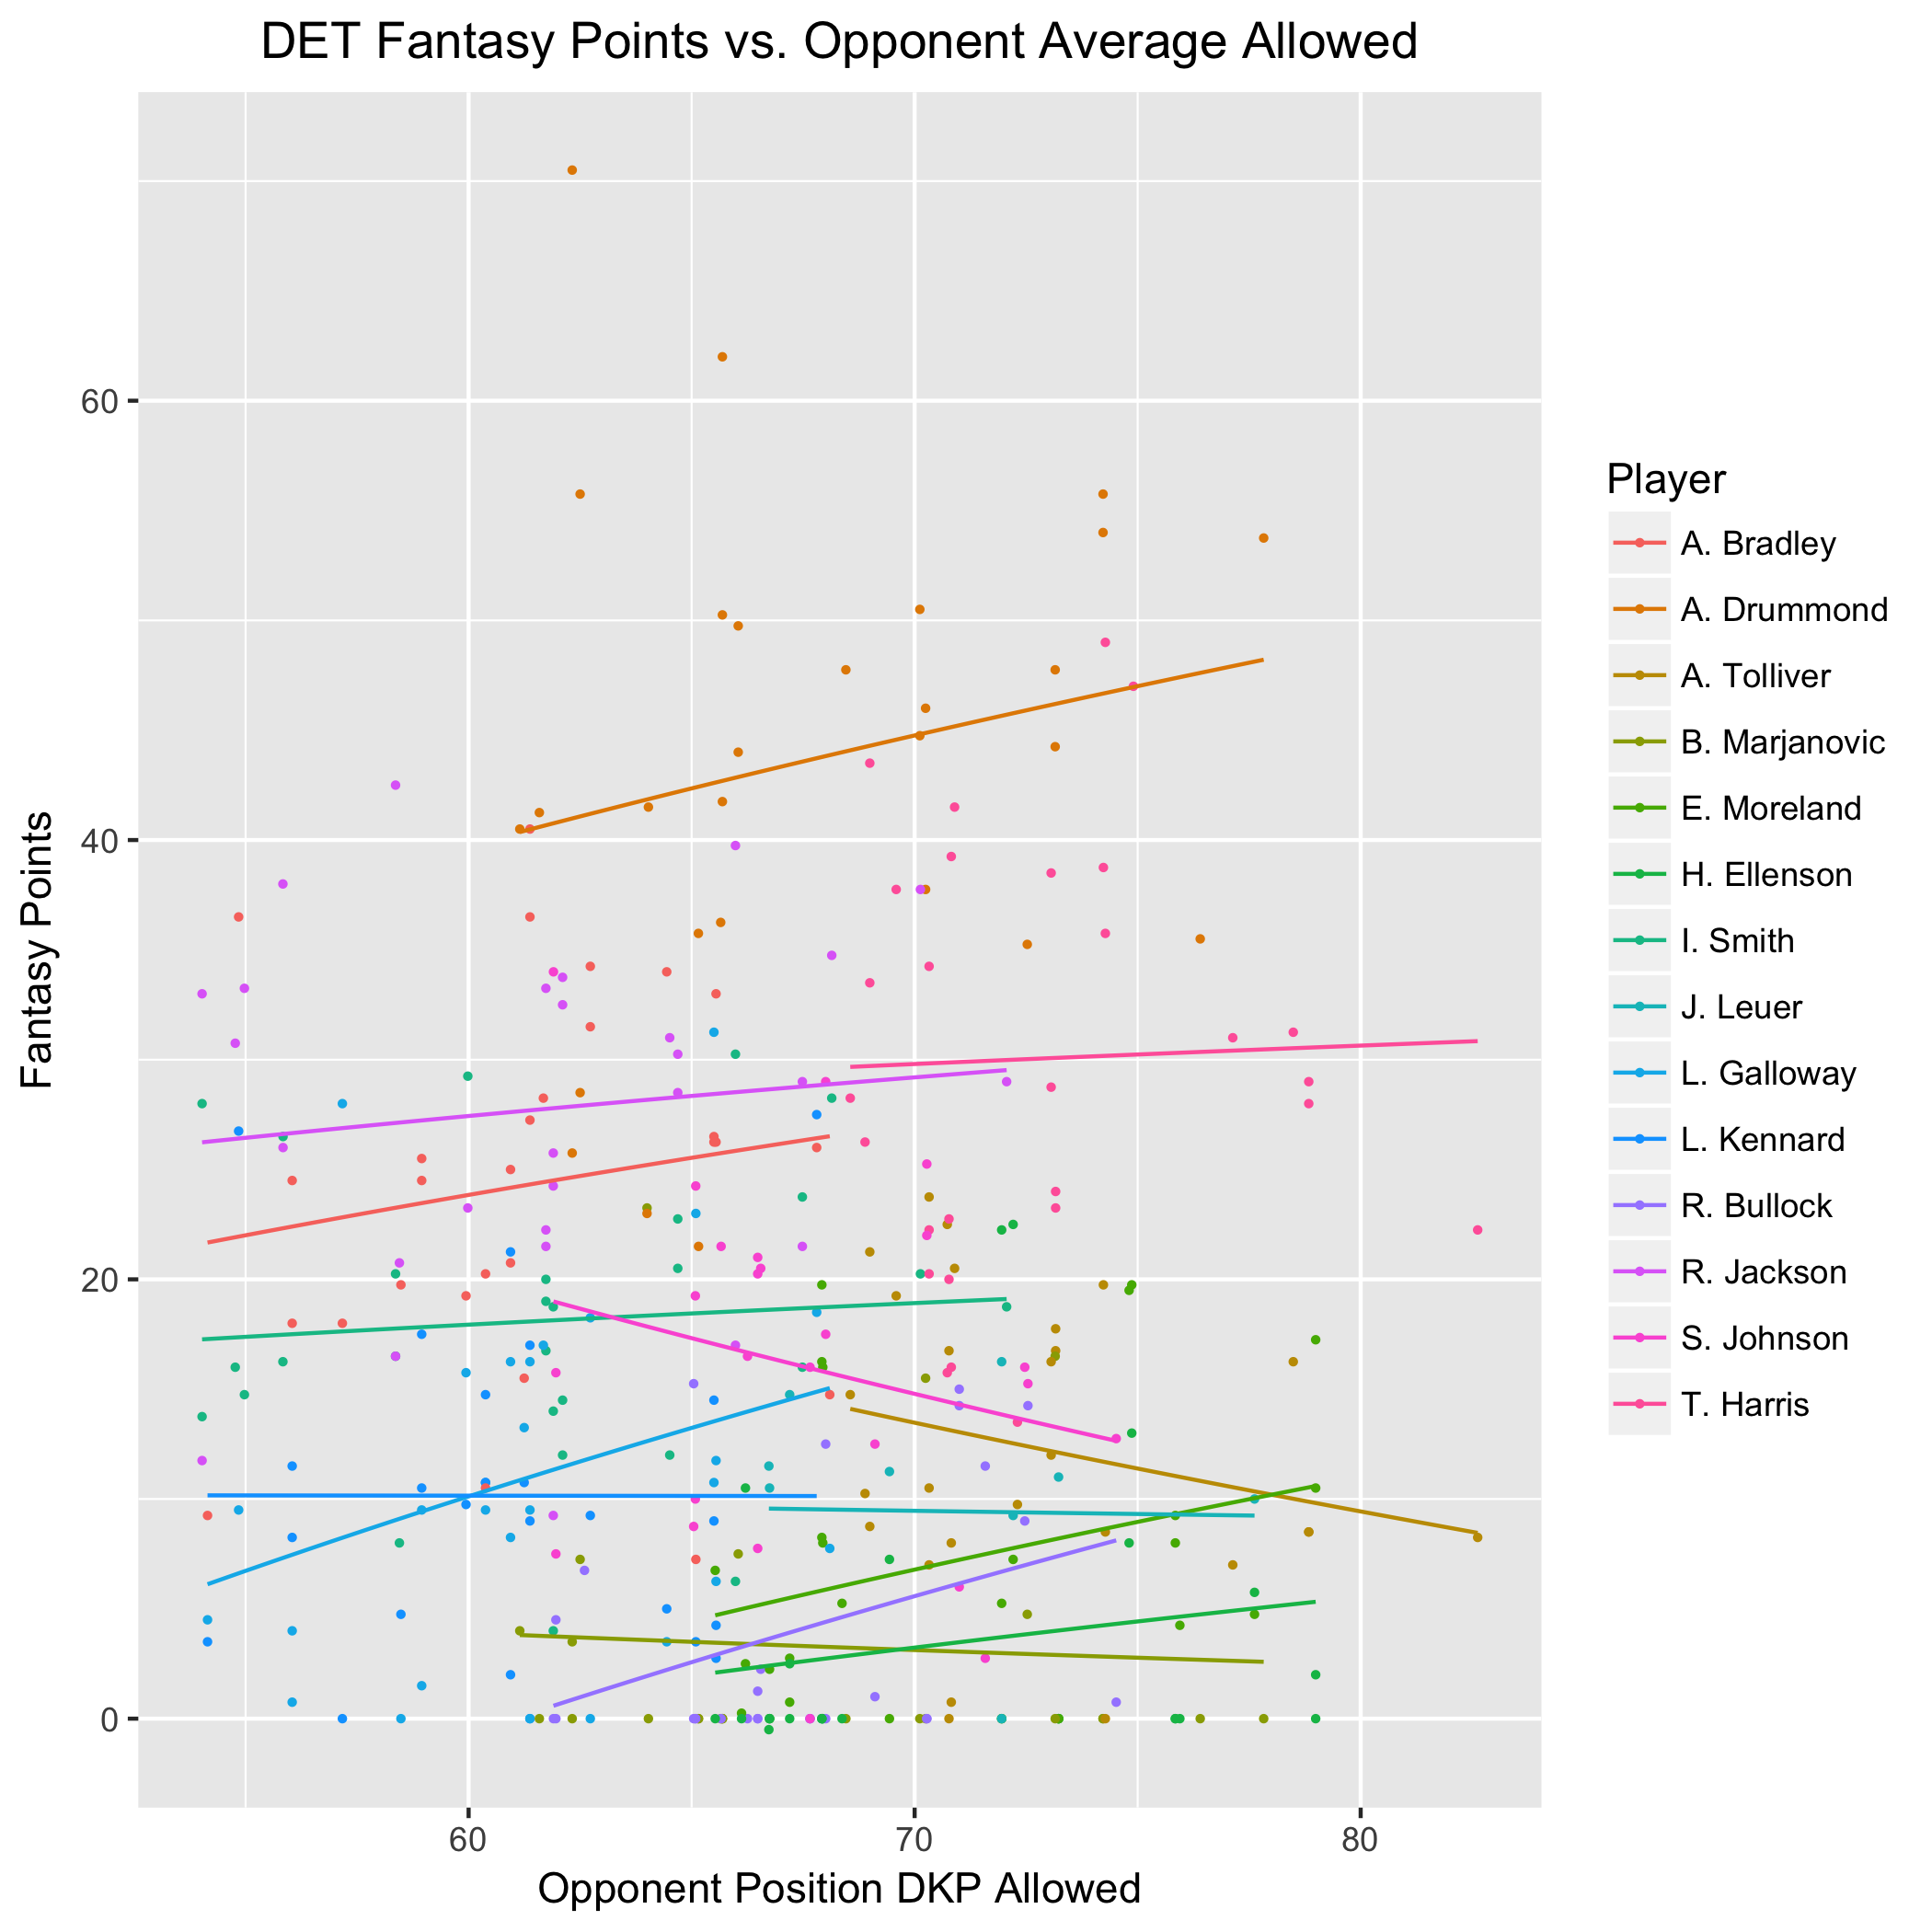 DET Fantasy Points vs. Opponent Average Allowed
Fantasy Points
60
40
20
0
60 70 80
Opponent Position DKP Allowed
Player
A. Bradley
A. Drummond
A. Tolliver
B. Marjanovic
E. Moreland
H. Ellenson
I. Smith
J. Leuer
L. Galloway
L. Kennard
R. Bullock
R. Jackson
S. Johnson
T. Harris